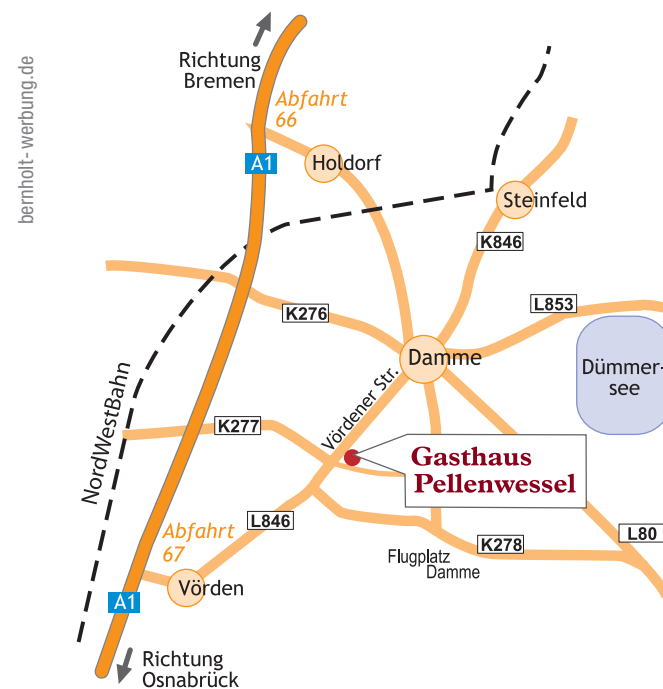 Richtung
Bremen
bernholt- werbung.de
Abfahrt
66
A1
Holdorf
Steinfeld
K846
L853
K276
Damme
Dümmer-
see
Vördener Str.
NordWestBahn
K277
Gasthaus
Pellenwessel
L846
Abfahrt
67
K278
L80
Flugplatz
Damme
Vörden
A1
Richtung
Osnabrück